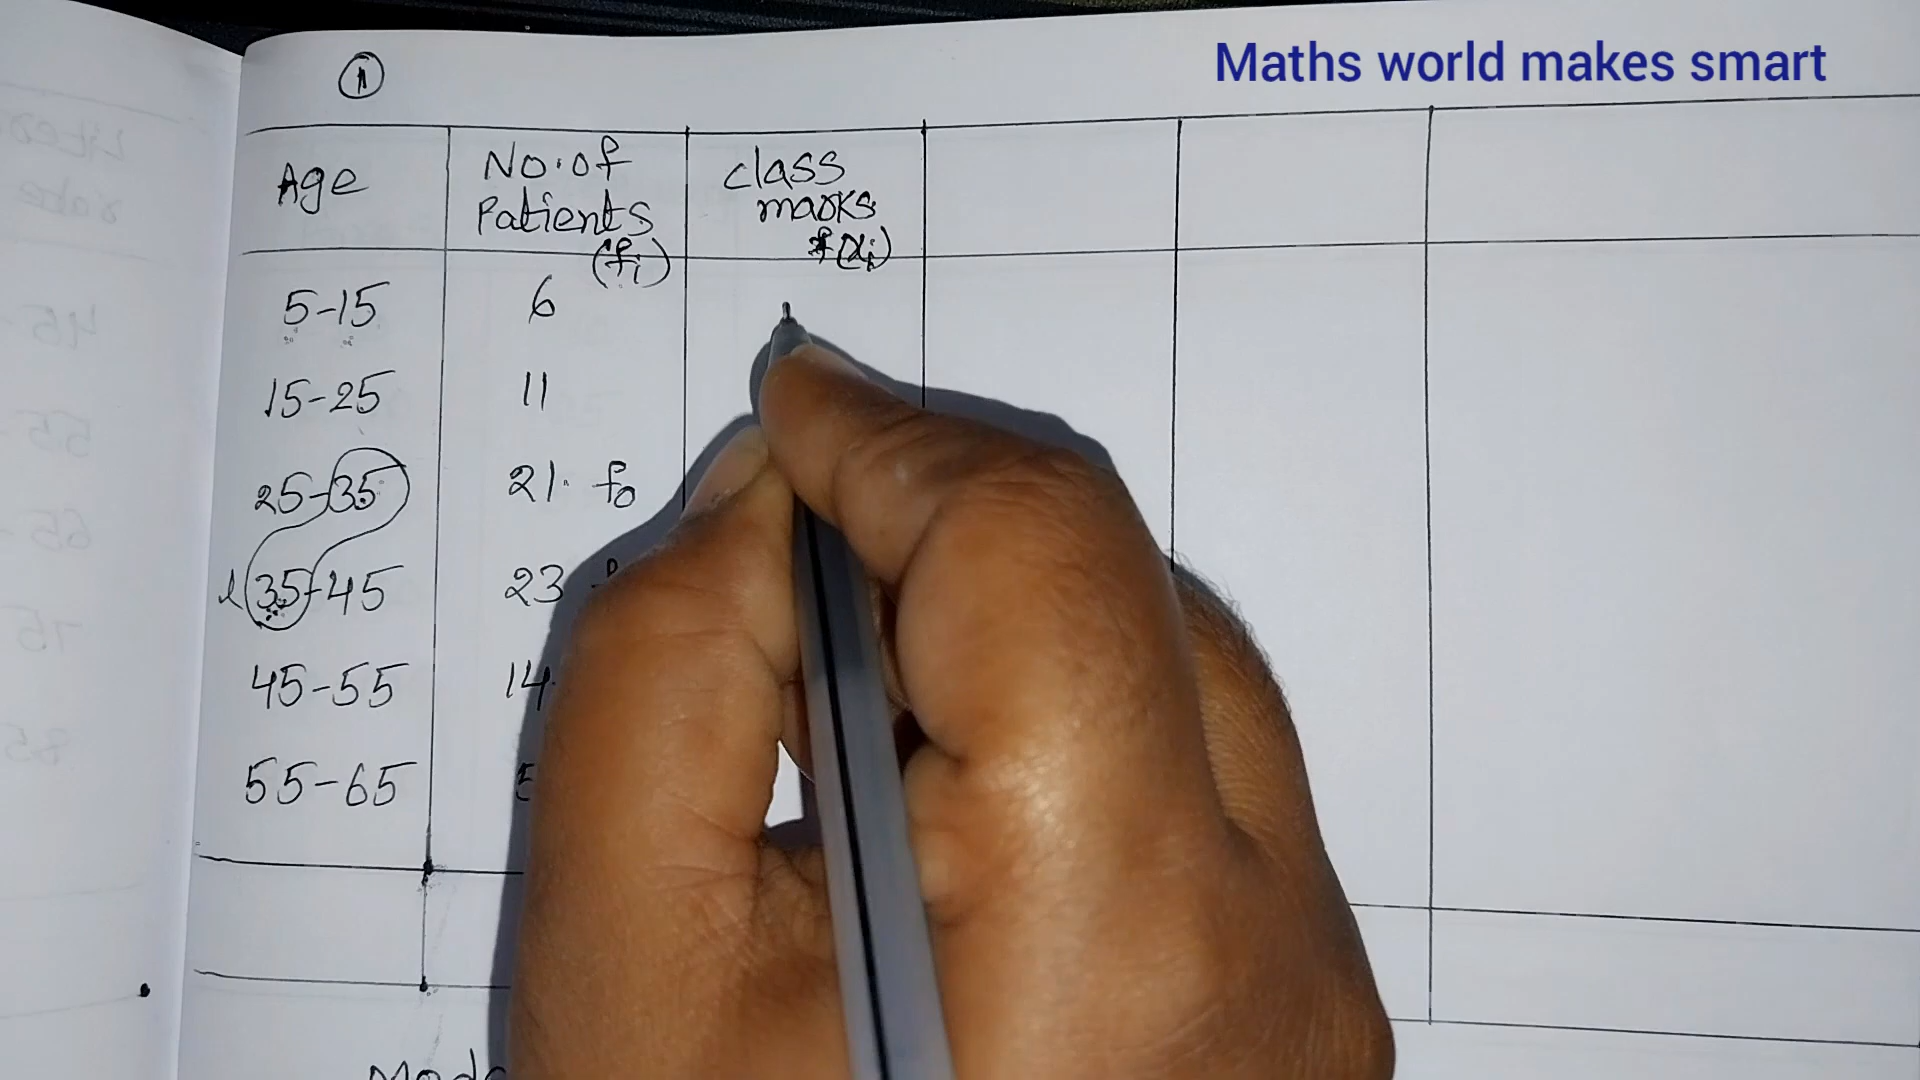 Maths world makes smart
Age No. of Patients (fi) class marks (xi)
5-15 6
15-25 11
25-35 21 f0
l 35-45 23
45-55 14
55-65 5